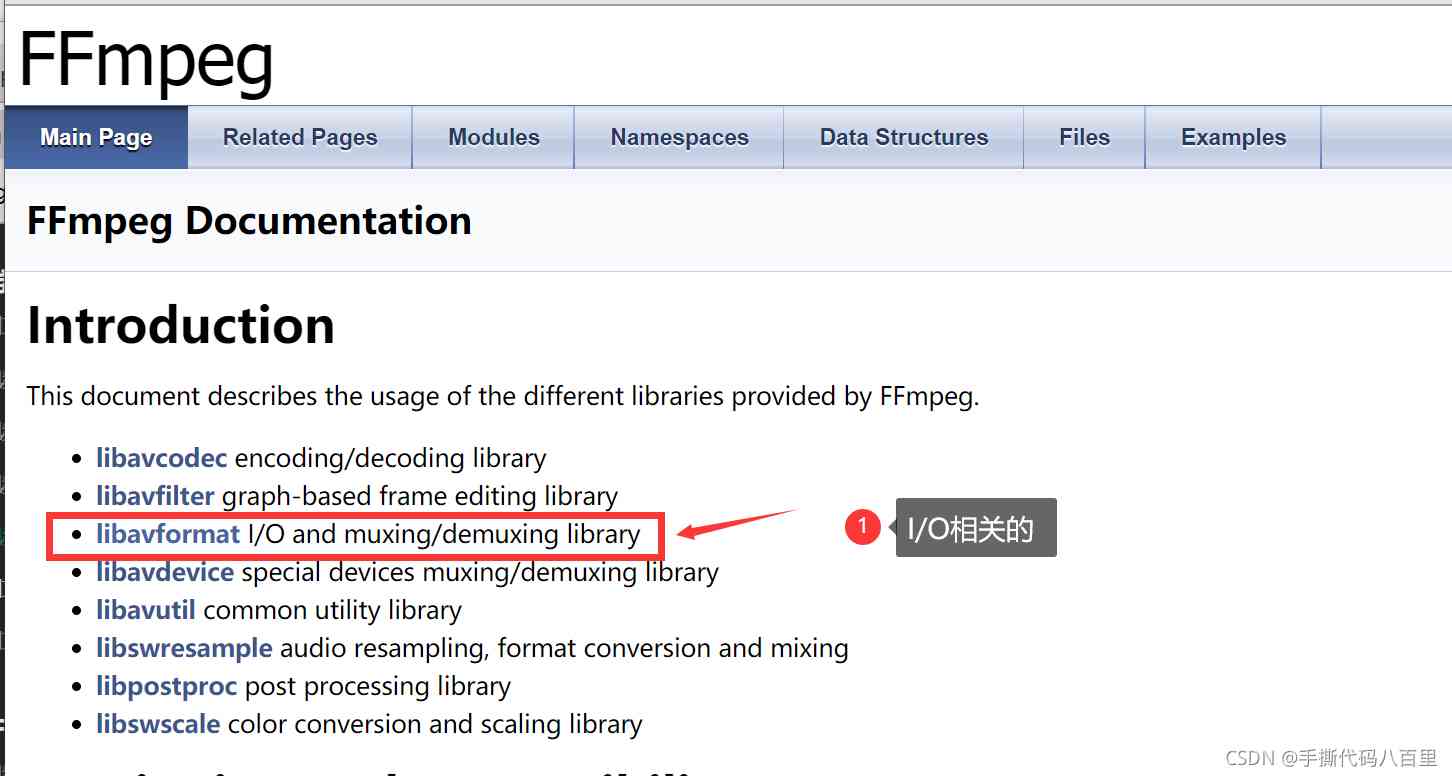 FFmpeg
Main Page Related Pages Modules Namespaces Data Structures Files Examples
FFmpeg Documentation
Introduction
This document describes the usage of the different libraries provided by FFmpeg.
• libavcodec encoding/decoding library
• libavfilter graph-based frame editing library
• libavformat I/O and muxing/demuxing library
1 I/O相关的
• libavdevice special devices muxing/demuxing library
• libavutil common utility library
• libswresample audio resampling, format conversion and mixing
• libpostproc post processing library
• libswscale color conversion and scaling library
CSDN @手撕代码八百里